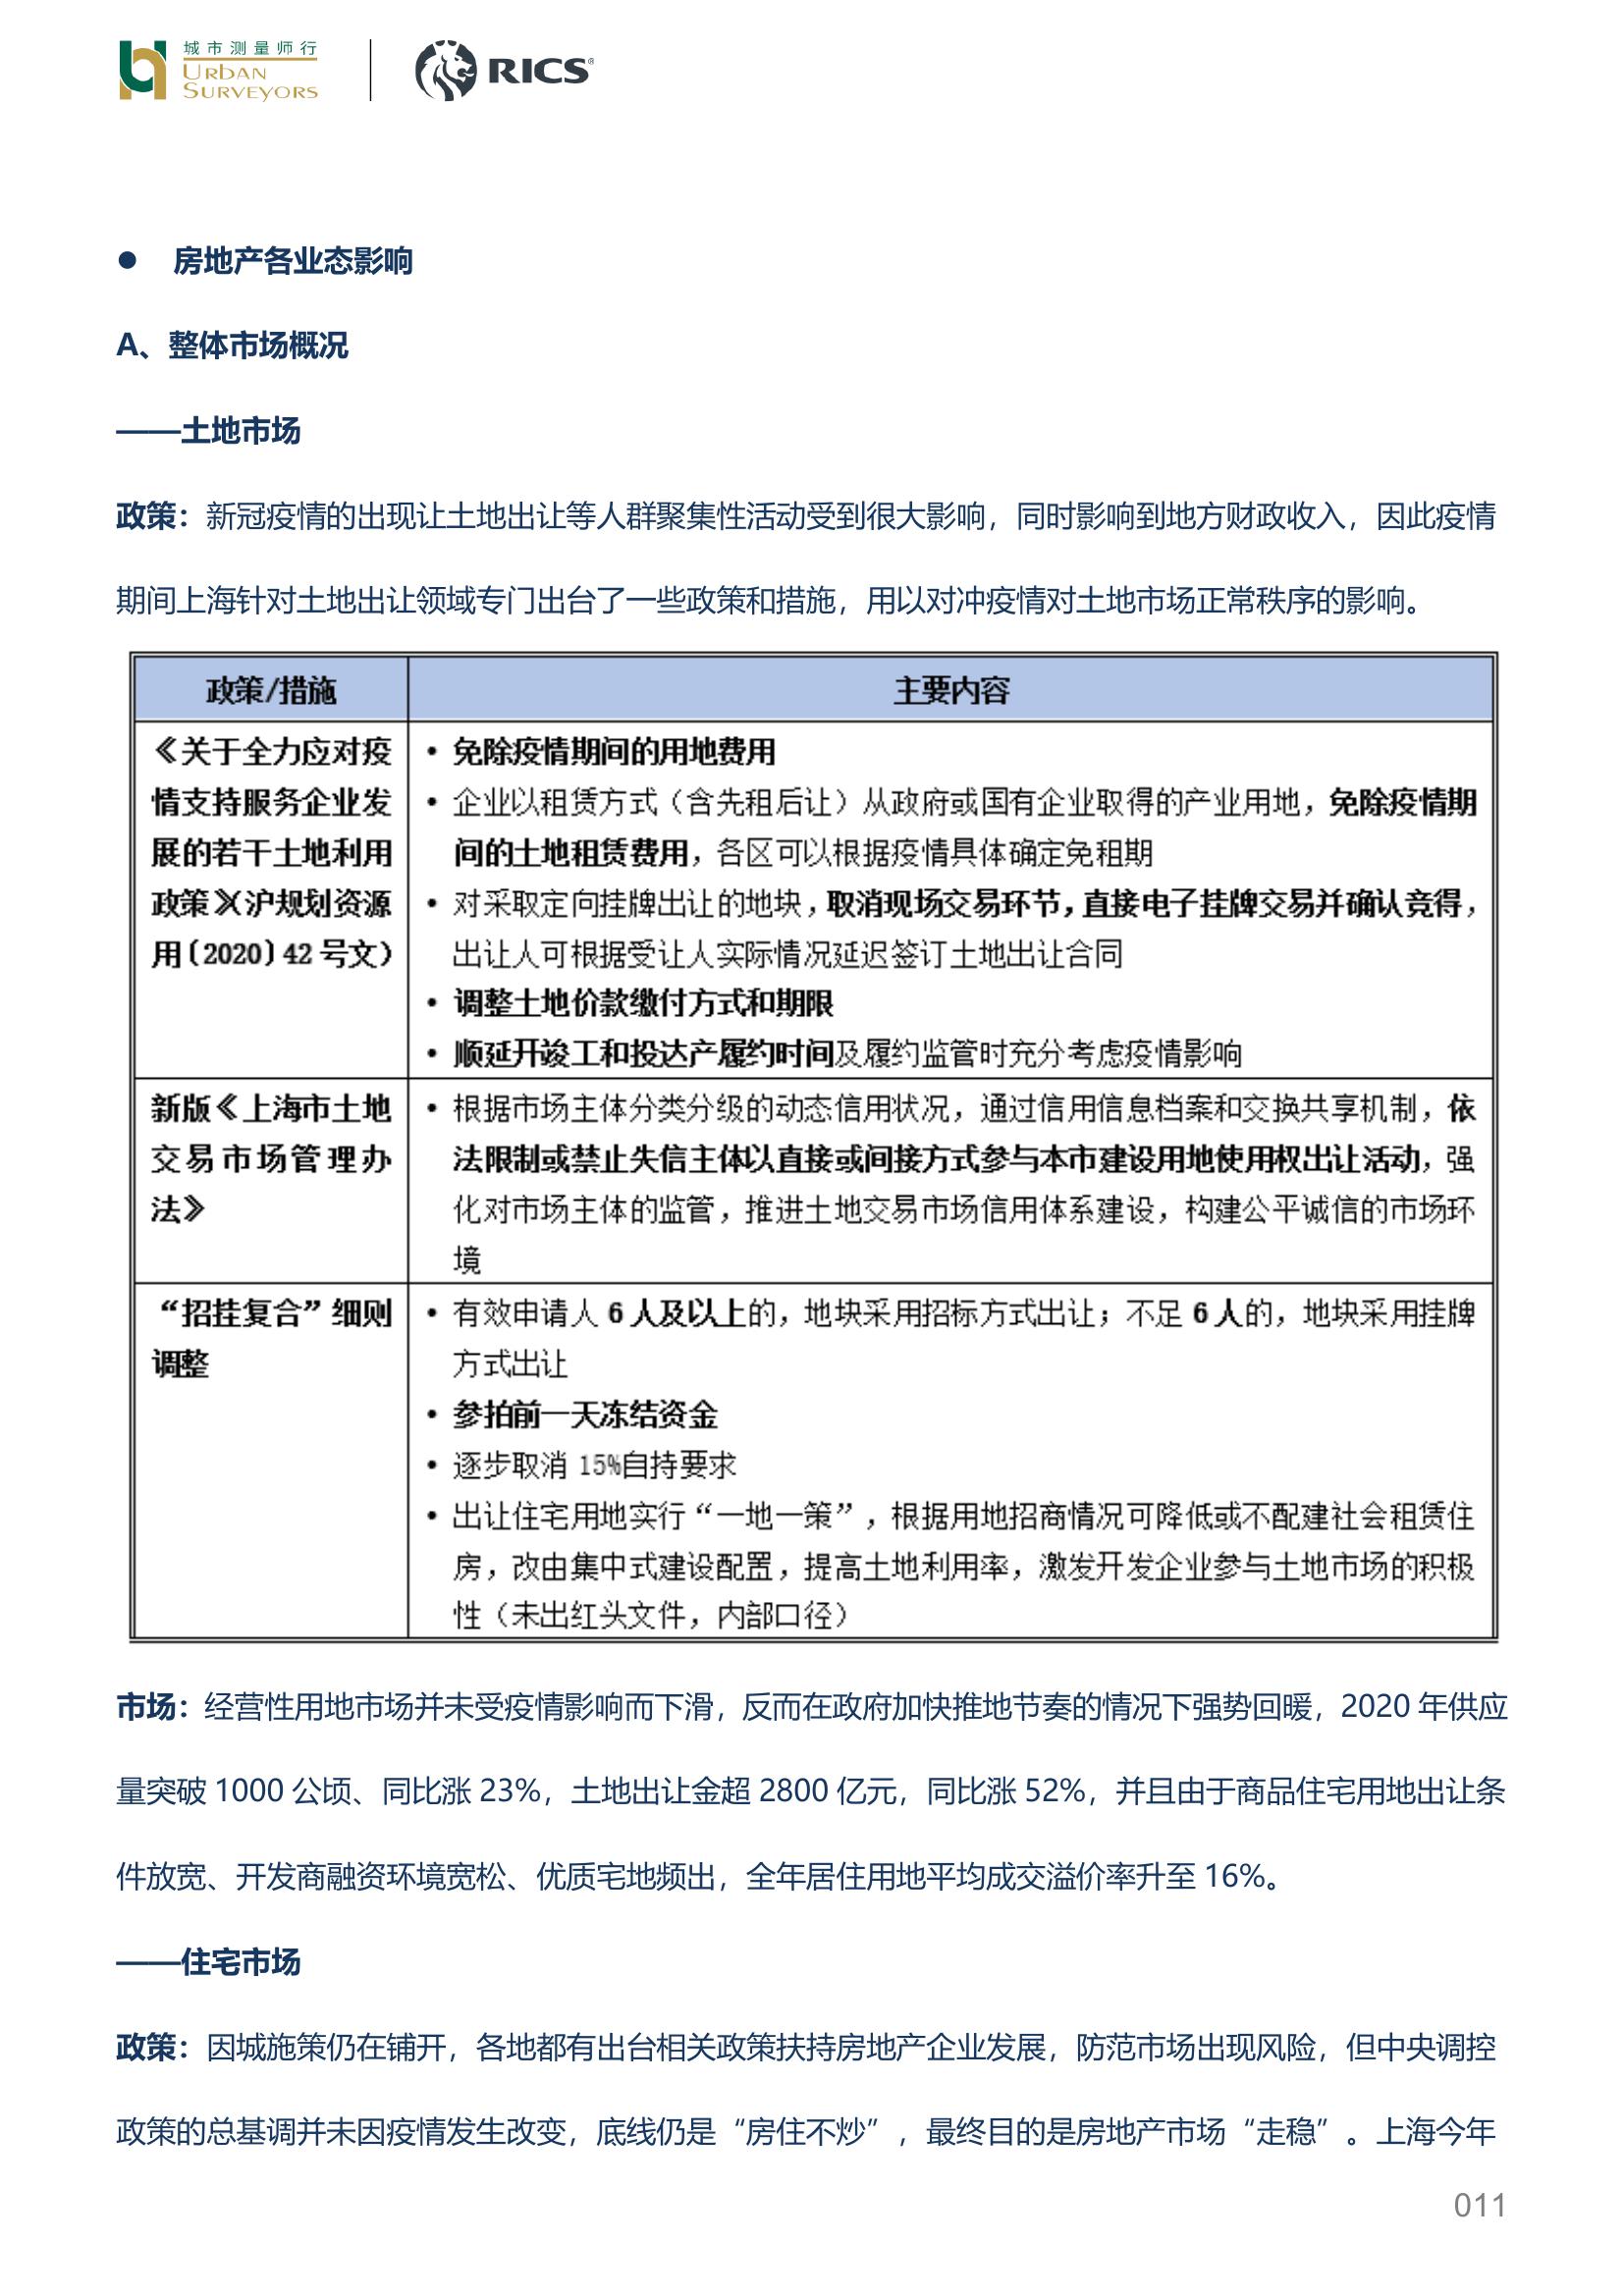 城市测量师行
URBAN
SURVEYORS
RICS®
● 房地产各业态影响
A、整体市场概况
——土地市场
政策：新冠疫情的出现让土地出让等人群聚集性活动受到很大影响，同时影响到地方财政收入，因此疫情
期间上海针对土地出让领域专门出台了一些政策和措施，用以对冲疫情对土地市场正常秩序的影响。
政策/措施
主要内容
《关于全力应对疫
情支持服务企业发
展的若干土地利用
政策》（沪规划资源
用〔2020〕42 号文）
• 免除疫情期间的用地费用
• 企业以租赁方式（含先租后让）从政府或国有企业取得的产业用地，免除疫情期
间的土地租赁费用，各区可以根据疫情具体确定免租期
• 对采取定向挂牌出让的地块，取消现场交易环节，直接电子挂牌交易并确认竞得，
出让人可根据受让人实际情况延迟签订土地出让合同
• 调整土地价款缴付方式和期限
• 顺延开竣工和投达产履约时间及履约监管时充分考虑疫情影响
新版《上海市土地
交易市场管理办
法》
• 根据市场主体分类分级的动态信用状况，通过信用信息档案和交换共享机制，依
法限制或禁止失信主体以直接或间接方式参与本市建设用地使用权出让活动，强
化对市场主体的监管，推进土地交易市场信用体系建设，构建公平诚信的市场环
境
“招挂复合”细则
调整
• 有效申请人 6 人及以上的，地块采用招标方式出让；不足 6 人的，地块采用挂牌
方式出让
• 参拍前一天冻结资金
• 逐步取消 15%自持要求
• 出让住宅用地实行“一地一策”，根据用地招商情况可降低或不配建社会租赁住
房，改由集中式建设配置，提高土地利用率，激发开发企业参与土地市场的积极
性（未出红头文件，内部口径）
市场：经营性用地市场并未受疫情影响而下滑，反而在政府加快推地节奏的情况下强势回暖，2020 年供应
量突破 1000 公顷、同比涨 23%，土地出让金超 2800 亿元，同比涨 52%，并且由于商品住宅用地出让条
件放宽、开发商融资环境宽松、优质宅地频出，全年居住用地平均成交溢价率升至 16%。
——住宅市场
政策：因城施策仍在铺开，各地都有出台相关政策扶持房地产企业发展，防范市场出现风险，但中央调控
政策的总基调并未因疫情发生改变，底线仍是“房住不炒”，最终目的是房地产市场“走稳”。上海今年
011